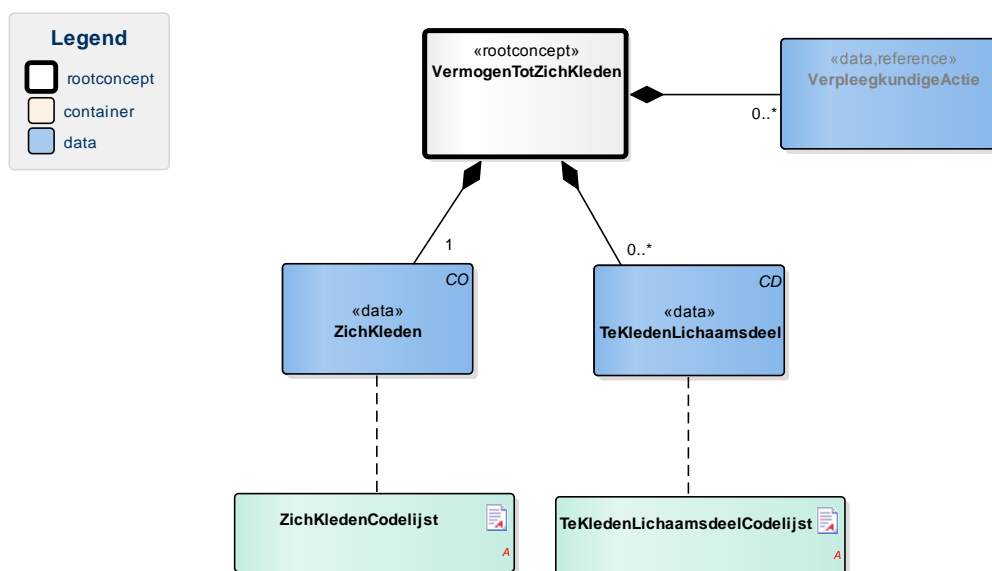 Legend
rootconcept
container
data
«rootconcept»
VermogenTotZichKleden
«data,reference»
VerpleegkundigeActie
0..*
1
0..*
CO
«data»
ZichKleden
CD
«data»
TeKledenLichaamsdeel
ZichKledenCodelijst
A
TeKledenLichaamsdeelCodelijst
A